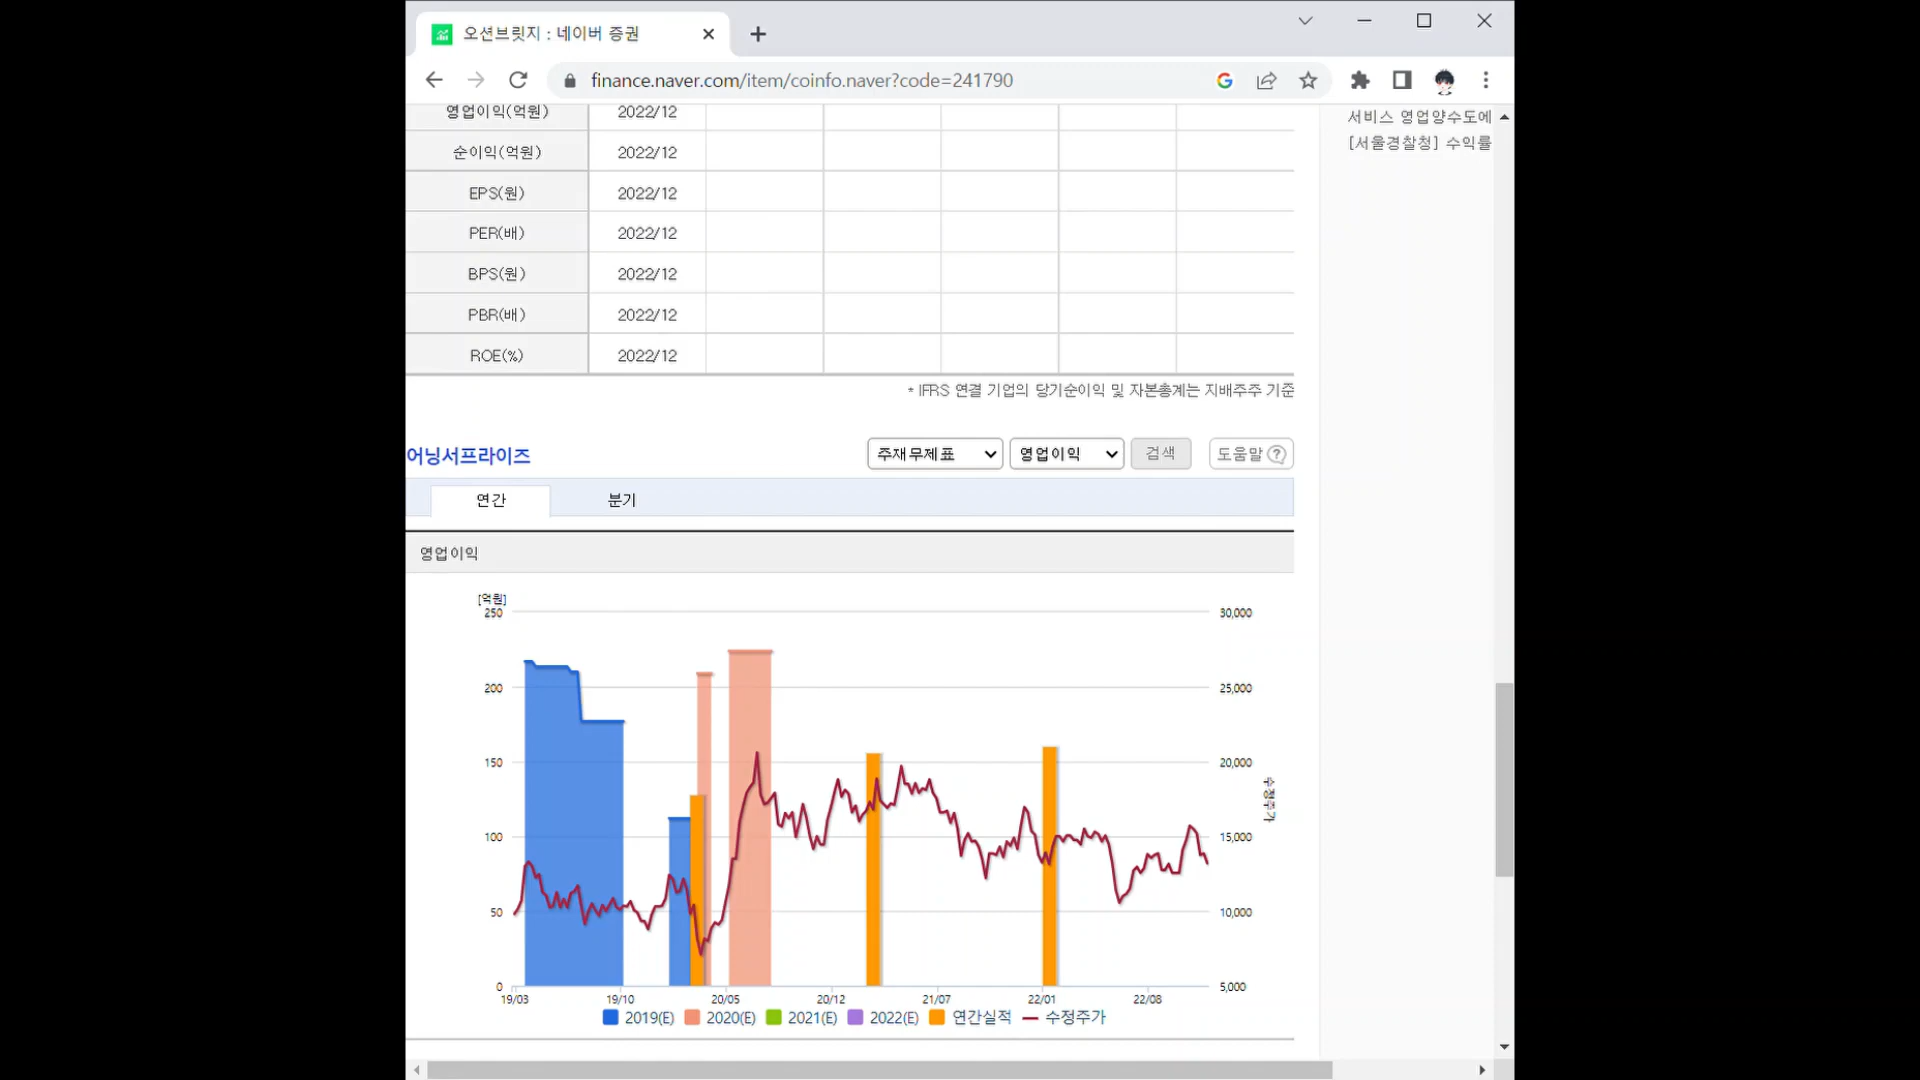 오션브릿지 : 네이버 증권
finance.naver.com/item/coinfo.naver?code=241790
영업이익(억원) 2022/12
순이익(억원) 2022/12
EPS(원) 2022/12
PER(배) 2022/12
BPS(원) 2022/12
PBR(배) 2022/12
ROE(%) 2022/12
* IFRS 연결 기업의 당기순이익 및 자본총계는 지배주주 기준
서비스 영업양수도에
[서울경찰청] 수익률
어닝서프라이즈 주재무제표 영업이익 검색 도움말 ?
연간 분기
영업이익
[억원]
250 30,000
200 25,000
150 20,000
100 15,000
50 10,000
0 5,000
수정주가
19/03 19/10 20/05 20/12 21/07 22/01 22/08
2019(E) 2020(E) 2021(E) 2022(E) 연간실적 수정주가